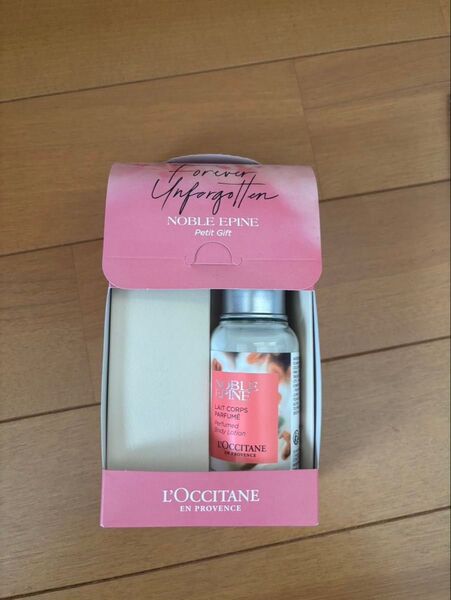 Forever
Unforgotten
NOBLE EPINE
Petit Gift
NOBLE
EPINE
LAIT CORPS
PARFUMÉ
Perfumed
Body Lotion
L'OCCITANE
EN PROVENCE
L'OCCITANE
EN PROVENCE